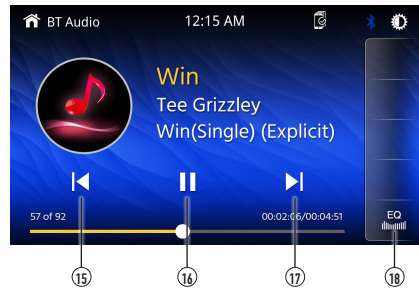 BT Audio 12:15 AM
Win
Tee Grizzley
Win(Single) (Explicit)
57 of 92 00:02:06/00:04:51 EQ
15 16 17 18